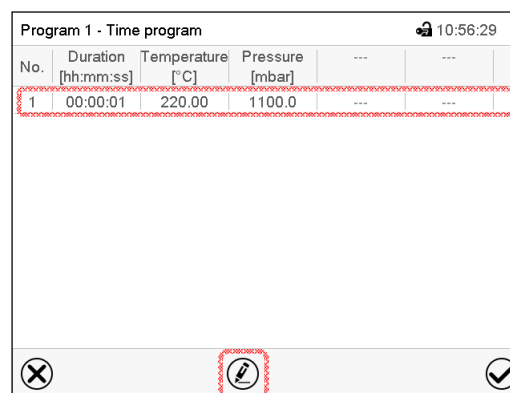 Program 1 - Time program 10:56:29
No. Duration [hh:mm:ss] Temperature [°C] Pressure [mbar] --- ---
1 00:00:01 220.00 1100.0 --- ---